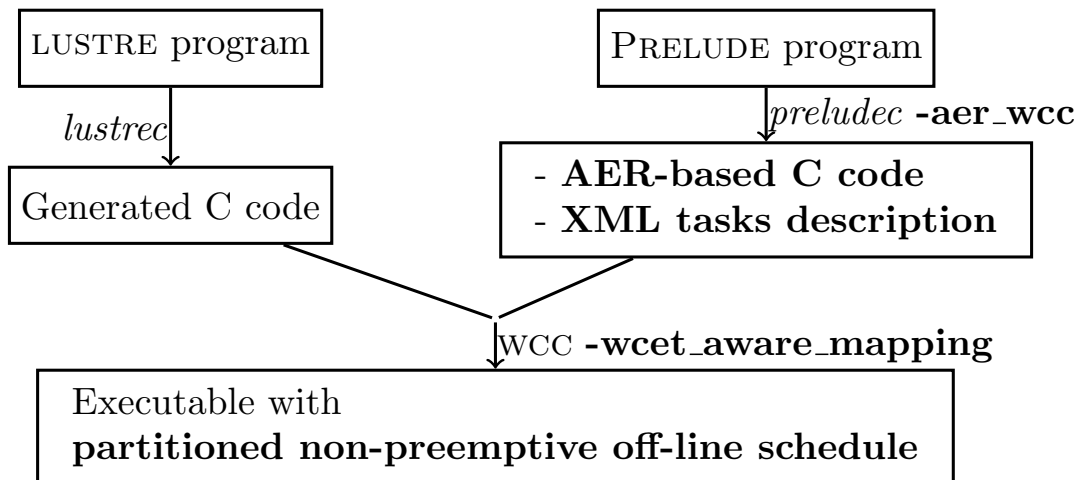 LUSTRE program
PRELUDE program
lustrec
preludec -aer_wcc
Generated C code
- AER-based C code
- XML tasks description
WCC -wcet_aware_mapping
Executable with
partitioned non-preemptive off-line schedule